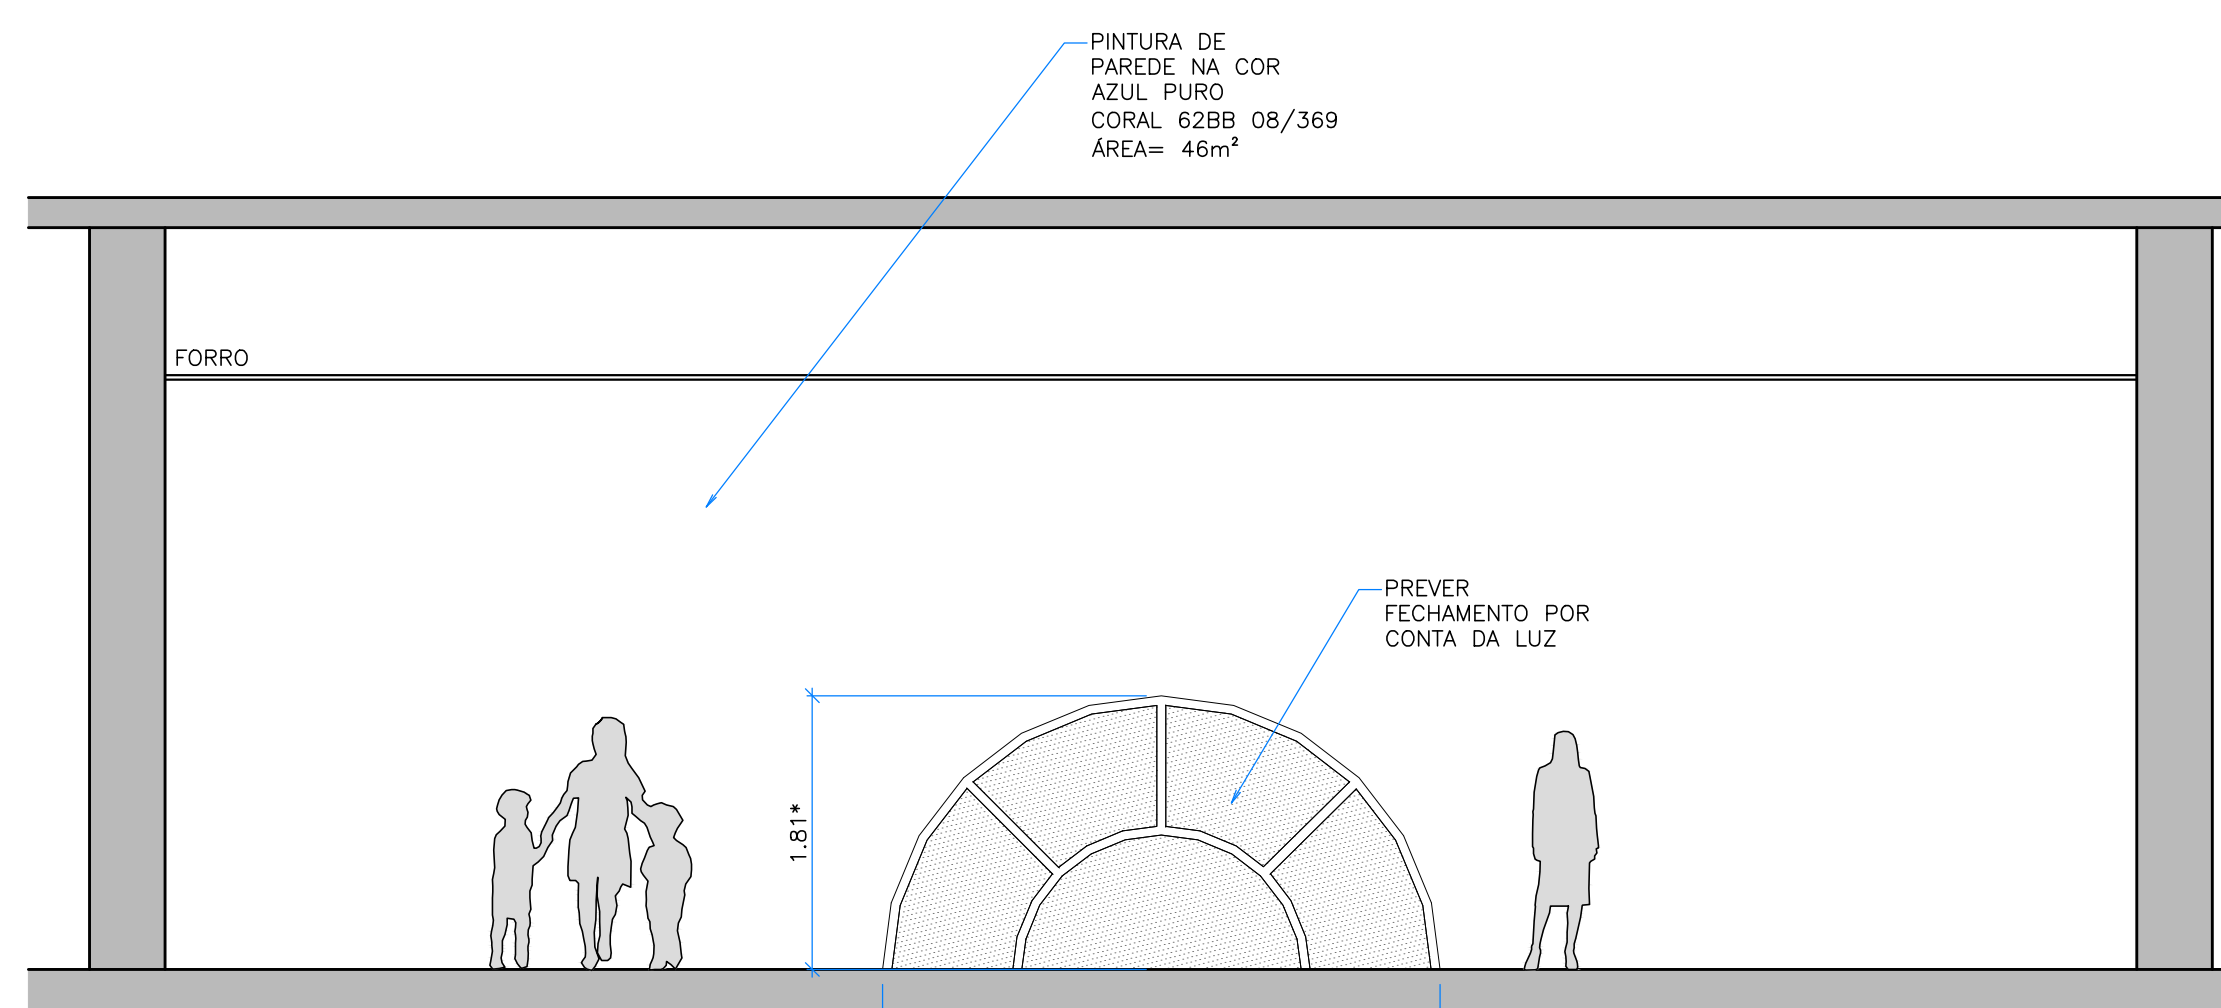 PINTURA DE
PAREDE NA COR
AZUL PURO
CORAL 62BB 08/369
ÁREA= 46m²
FORRO
PREVER
FECHAMENTO POR
CONTA DA LUZ
1.81*